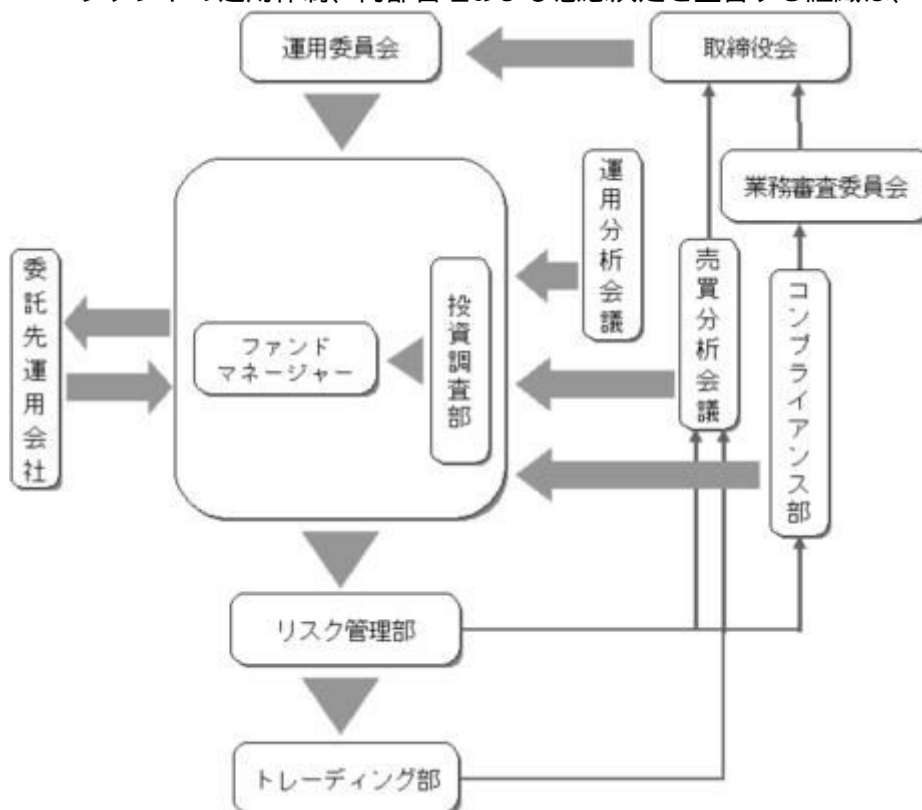 運用委員会
取締役会
業務審査委員会
運用分析会議
売買分析会議
コンプライアンス部
委託先運用会社
投資調査部
ファンド
マネージャー
リスク管理部
トレーディング部